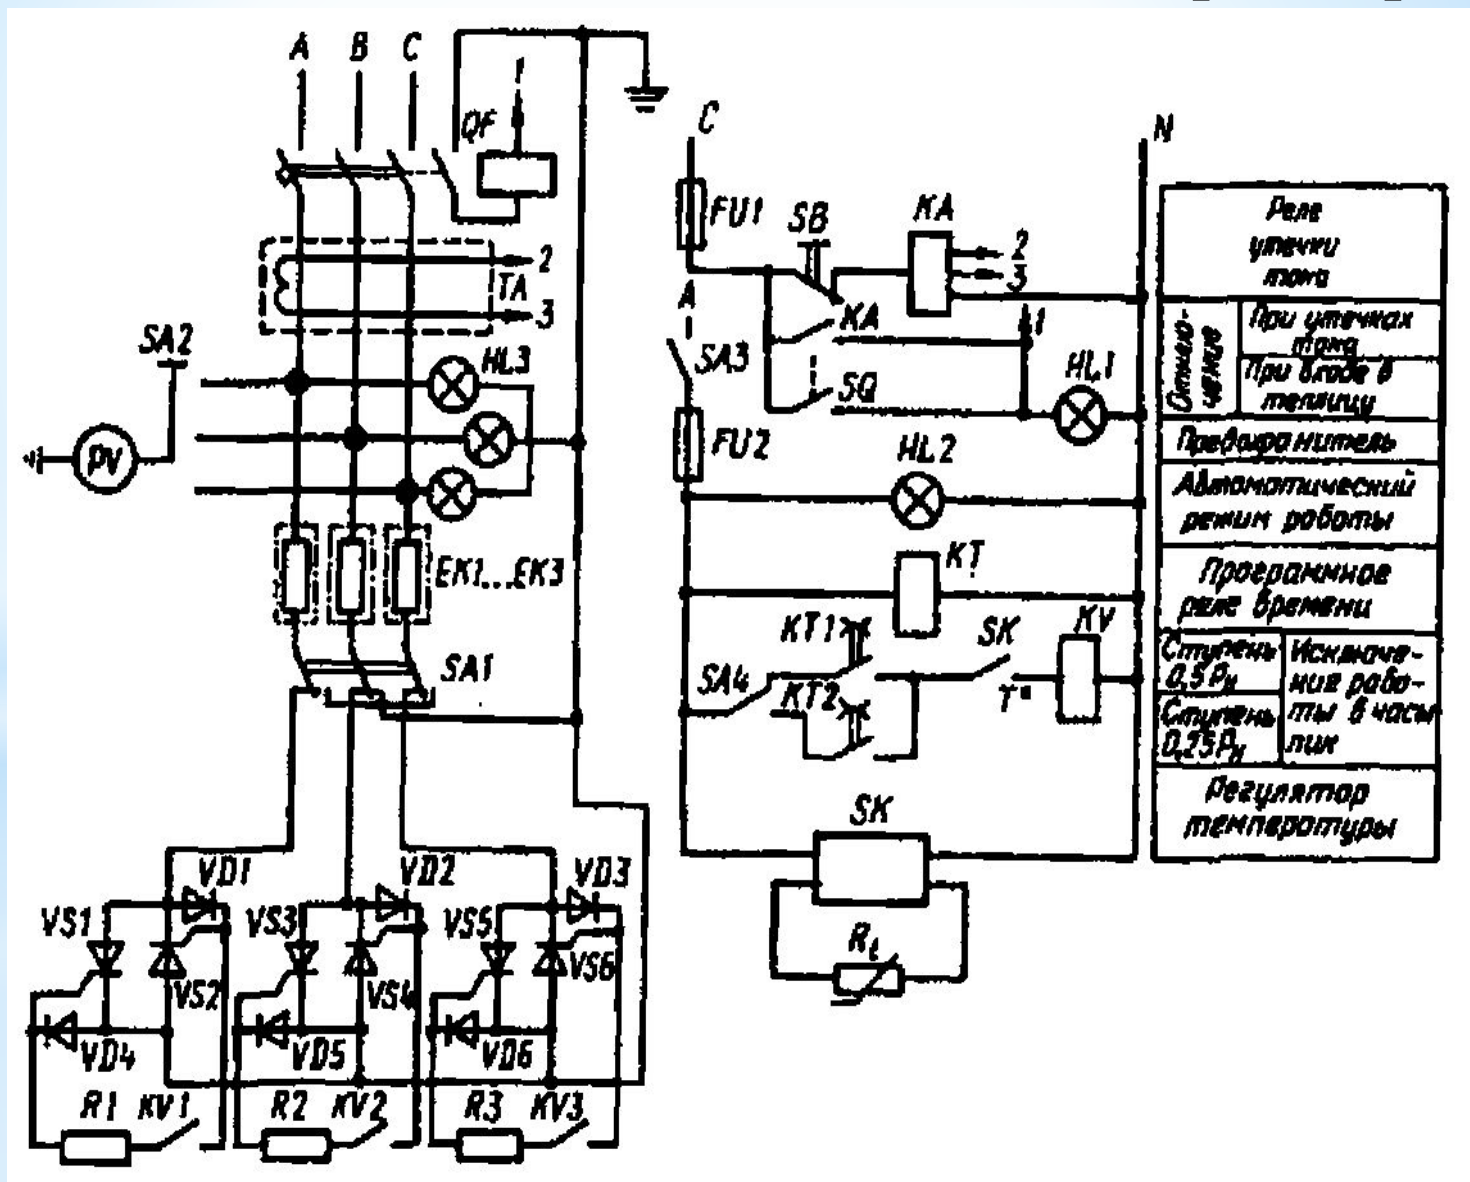 A B C
QF
1
TA
2
3
SA2
HL3
PV
EK1...EK3
SA1
VD1
VD2
VD3
VS1
VS3
VS5
VS2
VS4
VS6
VD4
VD5
VD6
R1
KV1
R2
KV2
R3
KV3
C
N
FU1
SB
KA
2
3
A
KA
1
SA3
SQ
HL1
FU2
HL2
KT
KT1
SK
KV
SA4
KT2
T°
SK
Rt
Реле
утечки
тока
Отклю-
чение
При утечках
тока
При входе в
теплицу
Предохранитель
Автоматический
режим работы
Программное
реле времени
Ступень
0,5Pн
Ступень
0,25Pн
Исключе-
ние рабо-
ты в часы
пик
Регулятор
температуры